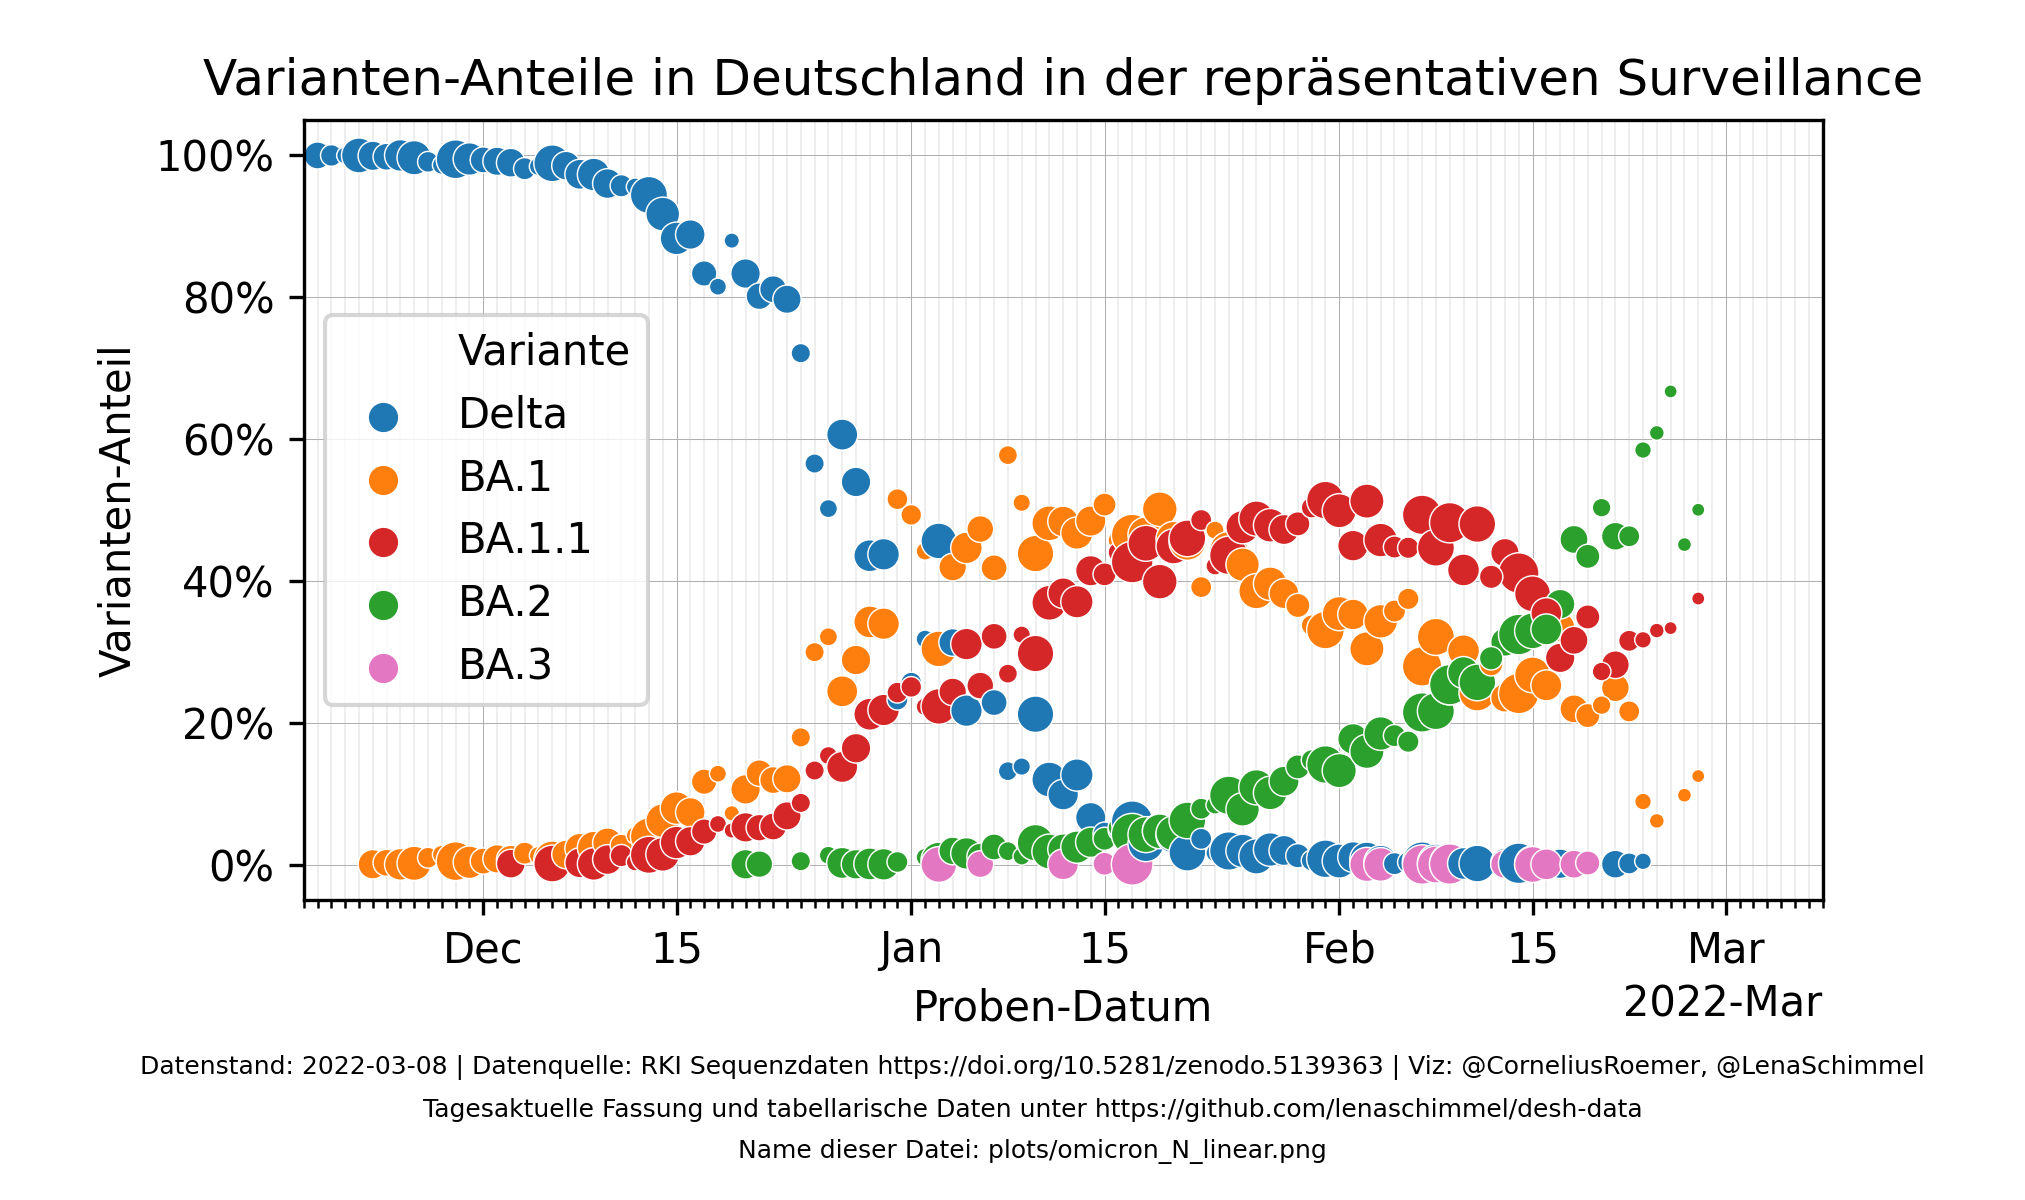 Varianten-Anteile in Deutschland in der repräsentativen Surveillance
Varianten-Anteil
100%
80%
60%
40%
20%
0%
Variante
Delta
BA.1
BA.1.1
BA.2
BA.3
Dec
15
Jan
15
Feb
15
Mar
2022-Mar
Proben-Datum
Datenstand: 2022-03-08 | Datenquelle: RKI Sequenzdaten https://doi.org/10.5281/zenodo.5139363 | Viz: @CorneliusRoemer, @LenaSchimmel
Tagesaktuelle Fassung und tabellarische Daten unter https://github.com/lenaschimmel/desh-data
Name dieser Datei: plots/omicron_N_linear.png